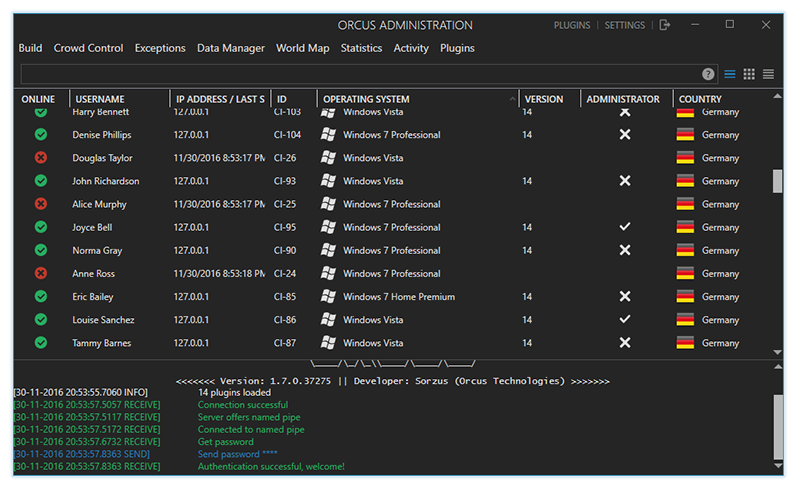 ORCUS ADMINISTRATION PLUGINS | SETTINGS |
Build Crowd Control Exceptions Data Manager World Map Statistics Activity Plugins
?
ONLINE USERNAME IP ADDRESS / LAST S ID OPERATING SYSTEM VERSION ADMINISTRATOR COUNTRY
Harry Bennett 127.0.0.1 CI-103 Windows Vista 14 Germany
Denise Phillips 127.0.0.1 CI-104 Windows 7 Professional 14 Germany
Douglas Taylor 11/30/2016 8:53:17 PM CI-26 Windows Vista Germany
John Richardson 127.0.0.1 CI-93 Windows Vista 14 Germany
Alice Murphy 11/30/2016 8:53:17 PM CI-25 Windows 7 Professional Germany
Joyce Bell 127.0.0.1 CI-95 Windows 7 Professional 14 Germany
Norma Gray 127.0.0.1 CI-90 Windows 7 Professional 14 Germany
Anne Ross 11/30/2016 8:53:18 PM CI-24 Windows 7 Professional Germany
Eric Bailey 127.0.0.1 CI-85 Windows 7 Home Premium 14 Germany
Louise Sanchez 127.0.0.1 CI-86 Windows Vista 14 Germany
Tammy Barnes 127.0.0.1 CI-87 Windows Vista 14 Germany
<<<<<<< Version: 1.7.0.37275 || Developer: Sorzus (Orcus Technologies) >>>>>>>
[30-11-2016 20:53:55.7060 INFO] 14 plugins loaded
[30-11-2016 20:53:57.5057 RECEIVE] Connection successful
[30-11-2016 20:53:57.5117 RECEIVE] Server offers named pipe
[30-11-2016 20:53:57.5172 RECEIVE] Connected to named pipe
[30-11-2016 20:53:57.6732 RECEIVE] Get password
[30-11-2016 20:53:57.8363 SEND] Send password ****
[30-11-2016 20:53:57.8363 RECEIVE] Authentication successful, welcome!